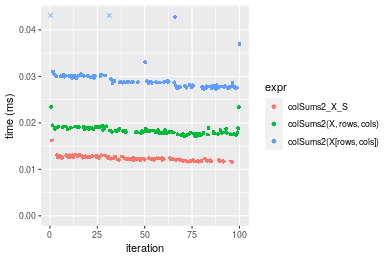 time (ms)
0.04
0.03
0.02
0.01
0.00
0
25
50
75
100
iteration
expr
colSums2_X_S
colSums2(X, rows, cols)
colSums2(X[rows, cols])